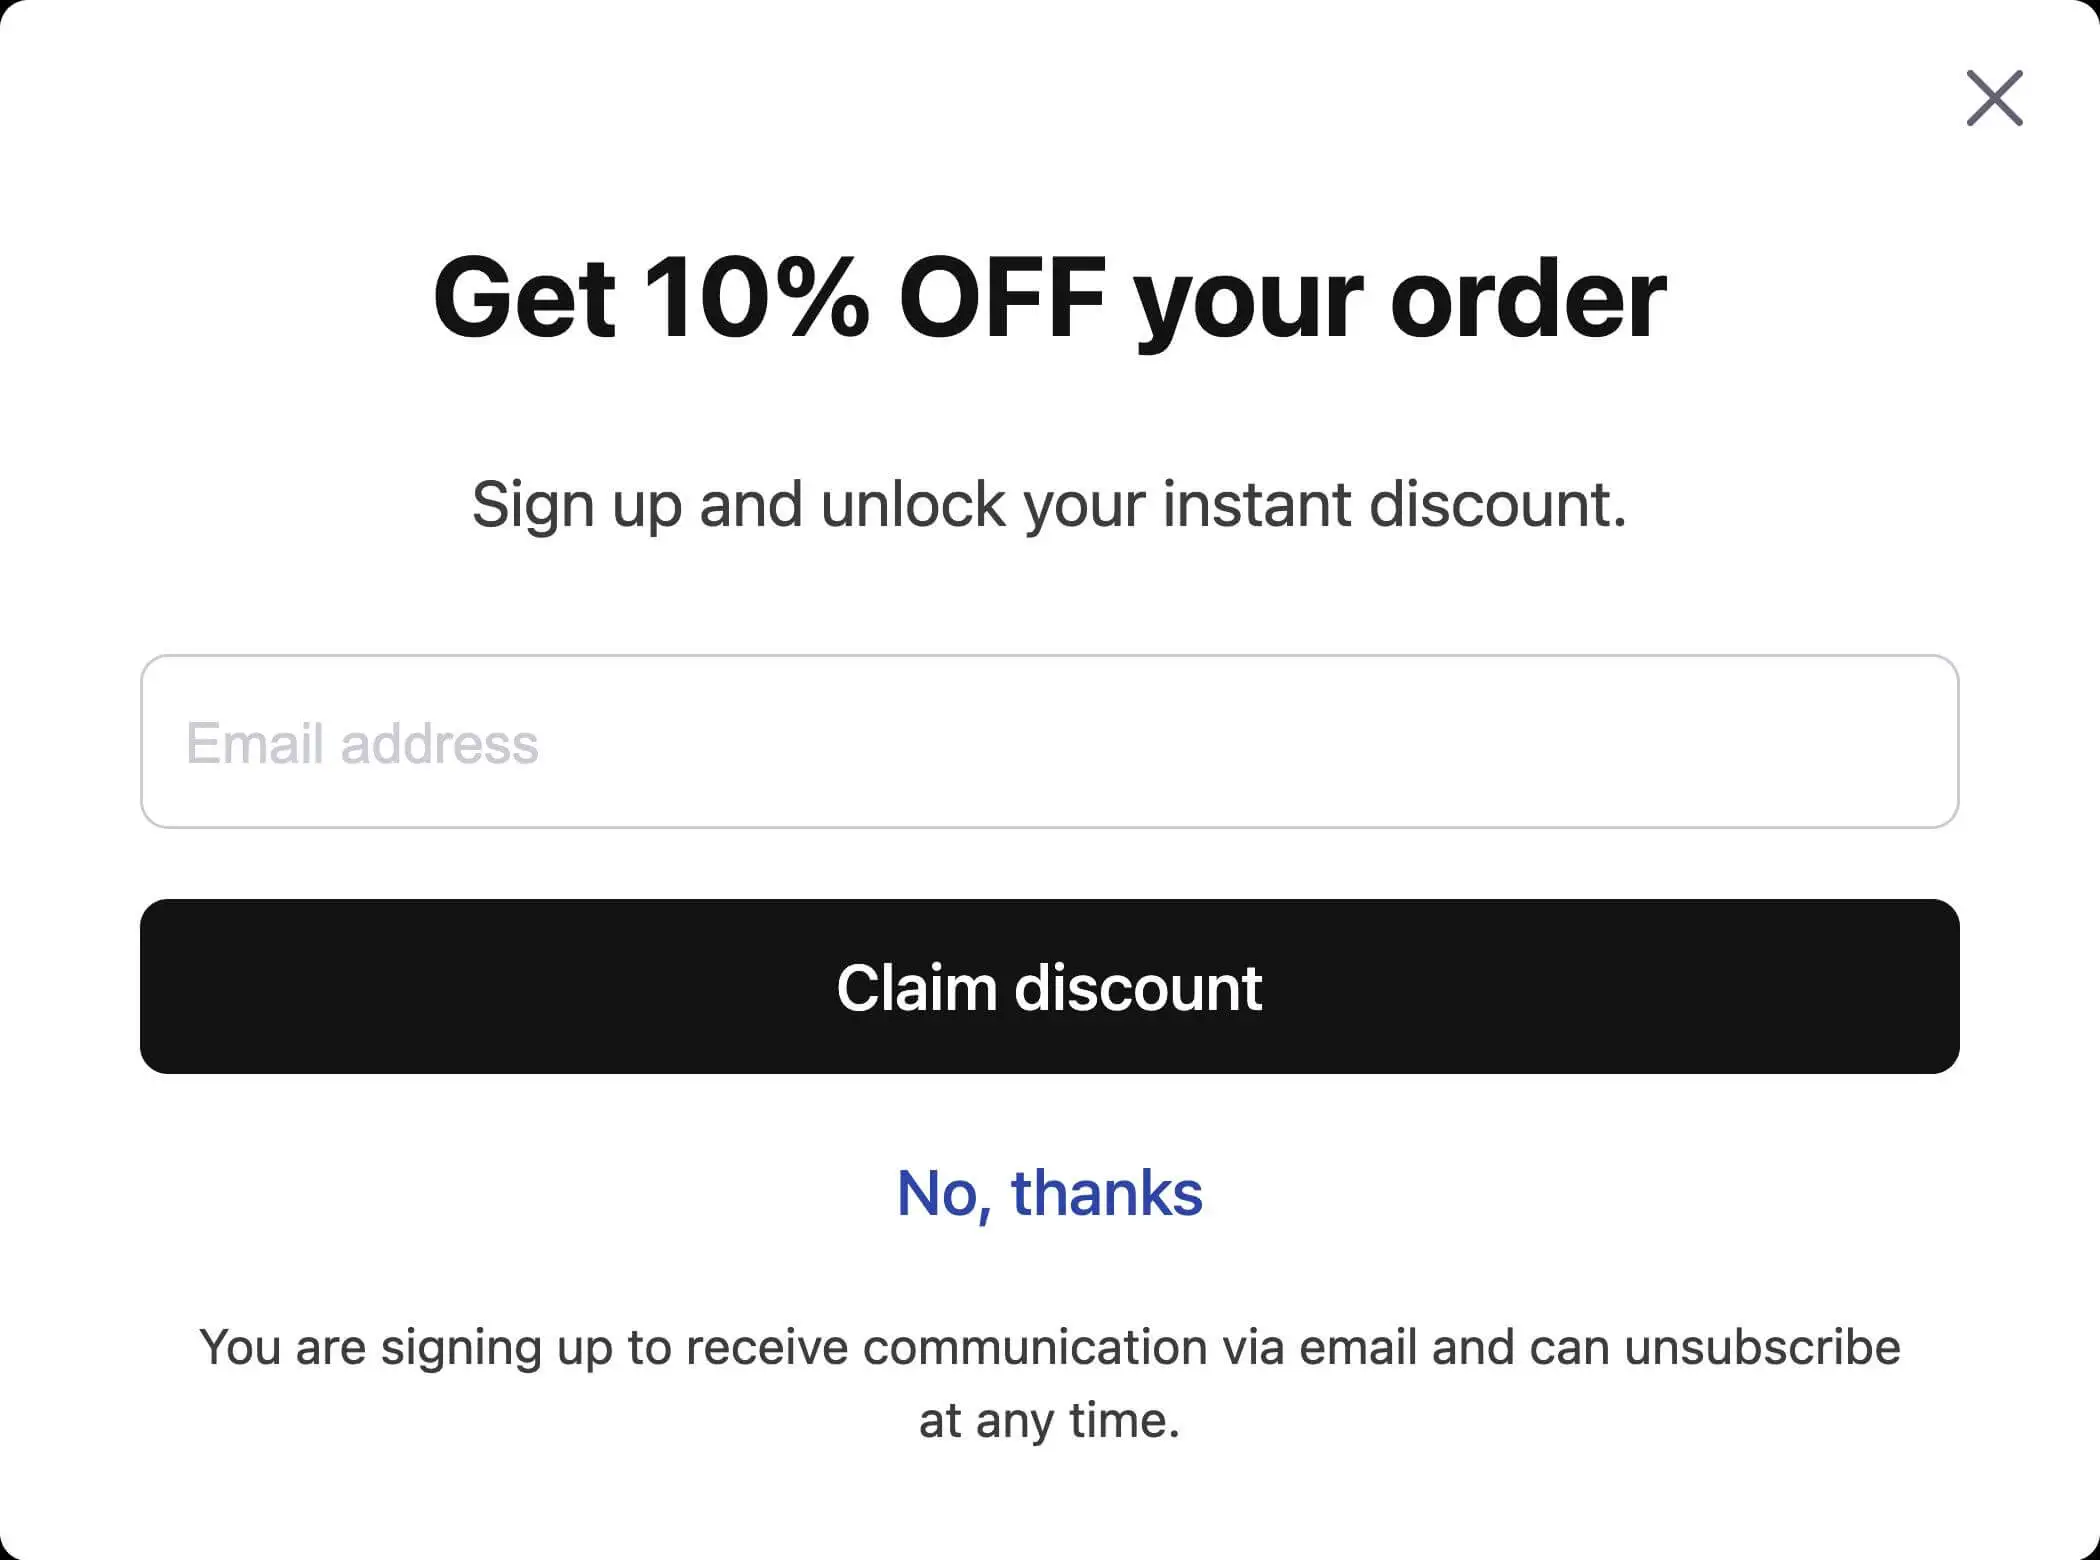 Get 10% OFF your order
Sign up and unlock your instant discount.
Email address
Claim discount
No, thanks
You are signing up to receive communication via email and can unsubscribe
at any time.